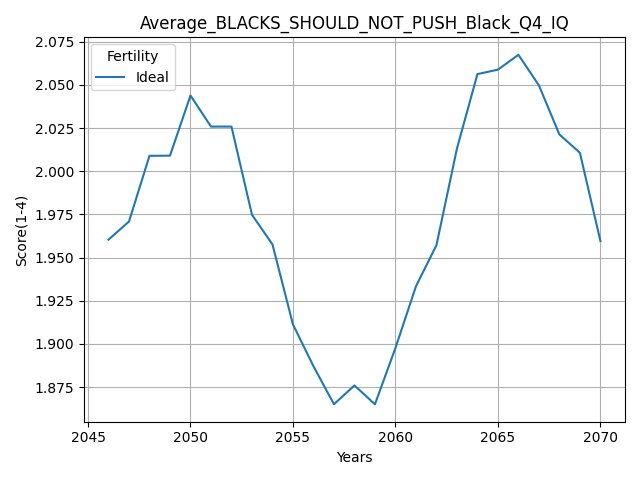 Average_BLACKS_SHOULD_NOT_PUSH_Black_Q4_IQ
Fertility
Ideal
Score(1-4)
2.075
2.050
2.025
2.000
1.975
1.950
1.925
1.900
1.875
2045 2050 2055 2060 2065 2070
Years